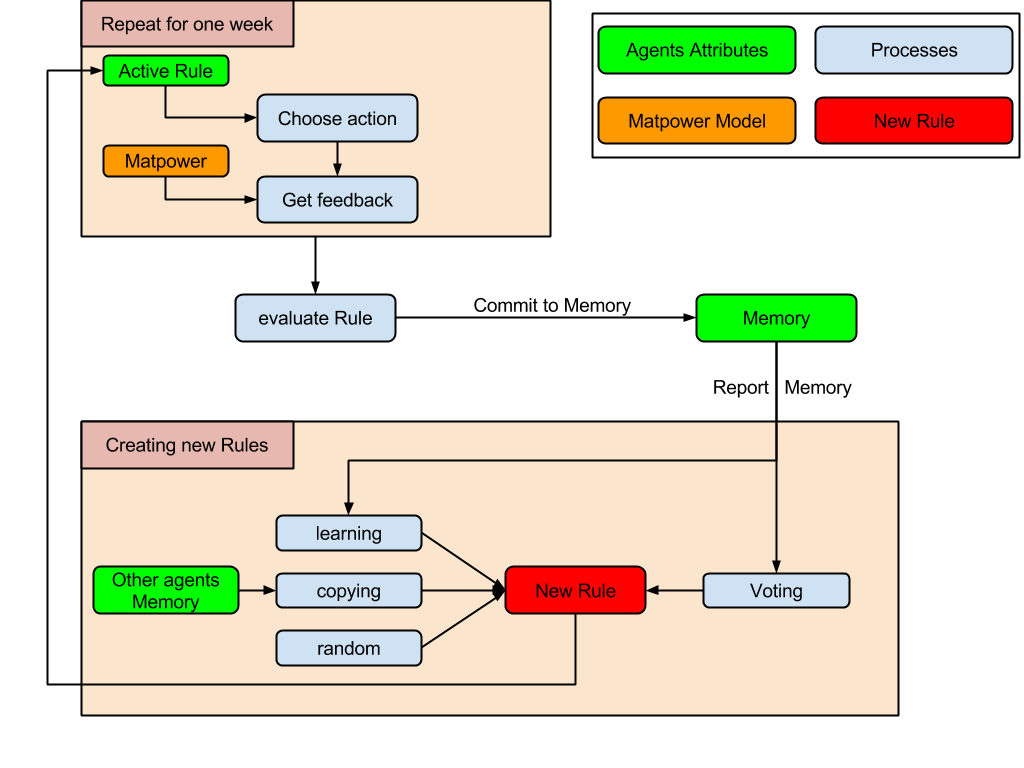 Repeat for one week
Agents Attributes
Processes
Active Rule
Matpower Model
New Rule
Choose action
Matpower
Get feedback
evaluate Rule
Commit to Memory
Memory
Report Memory
Creating new Rules
learning
Other agents
Memory
copying
New Rule
Voting
random